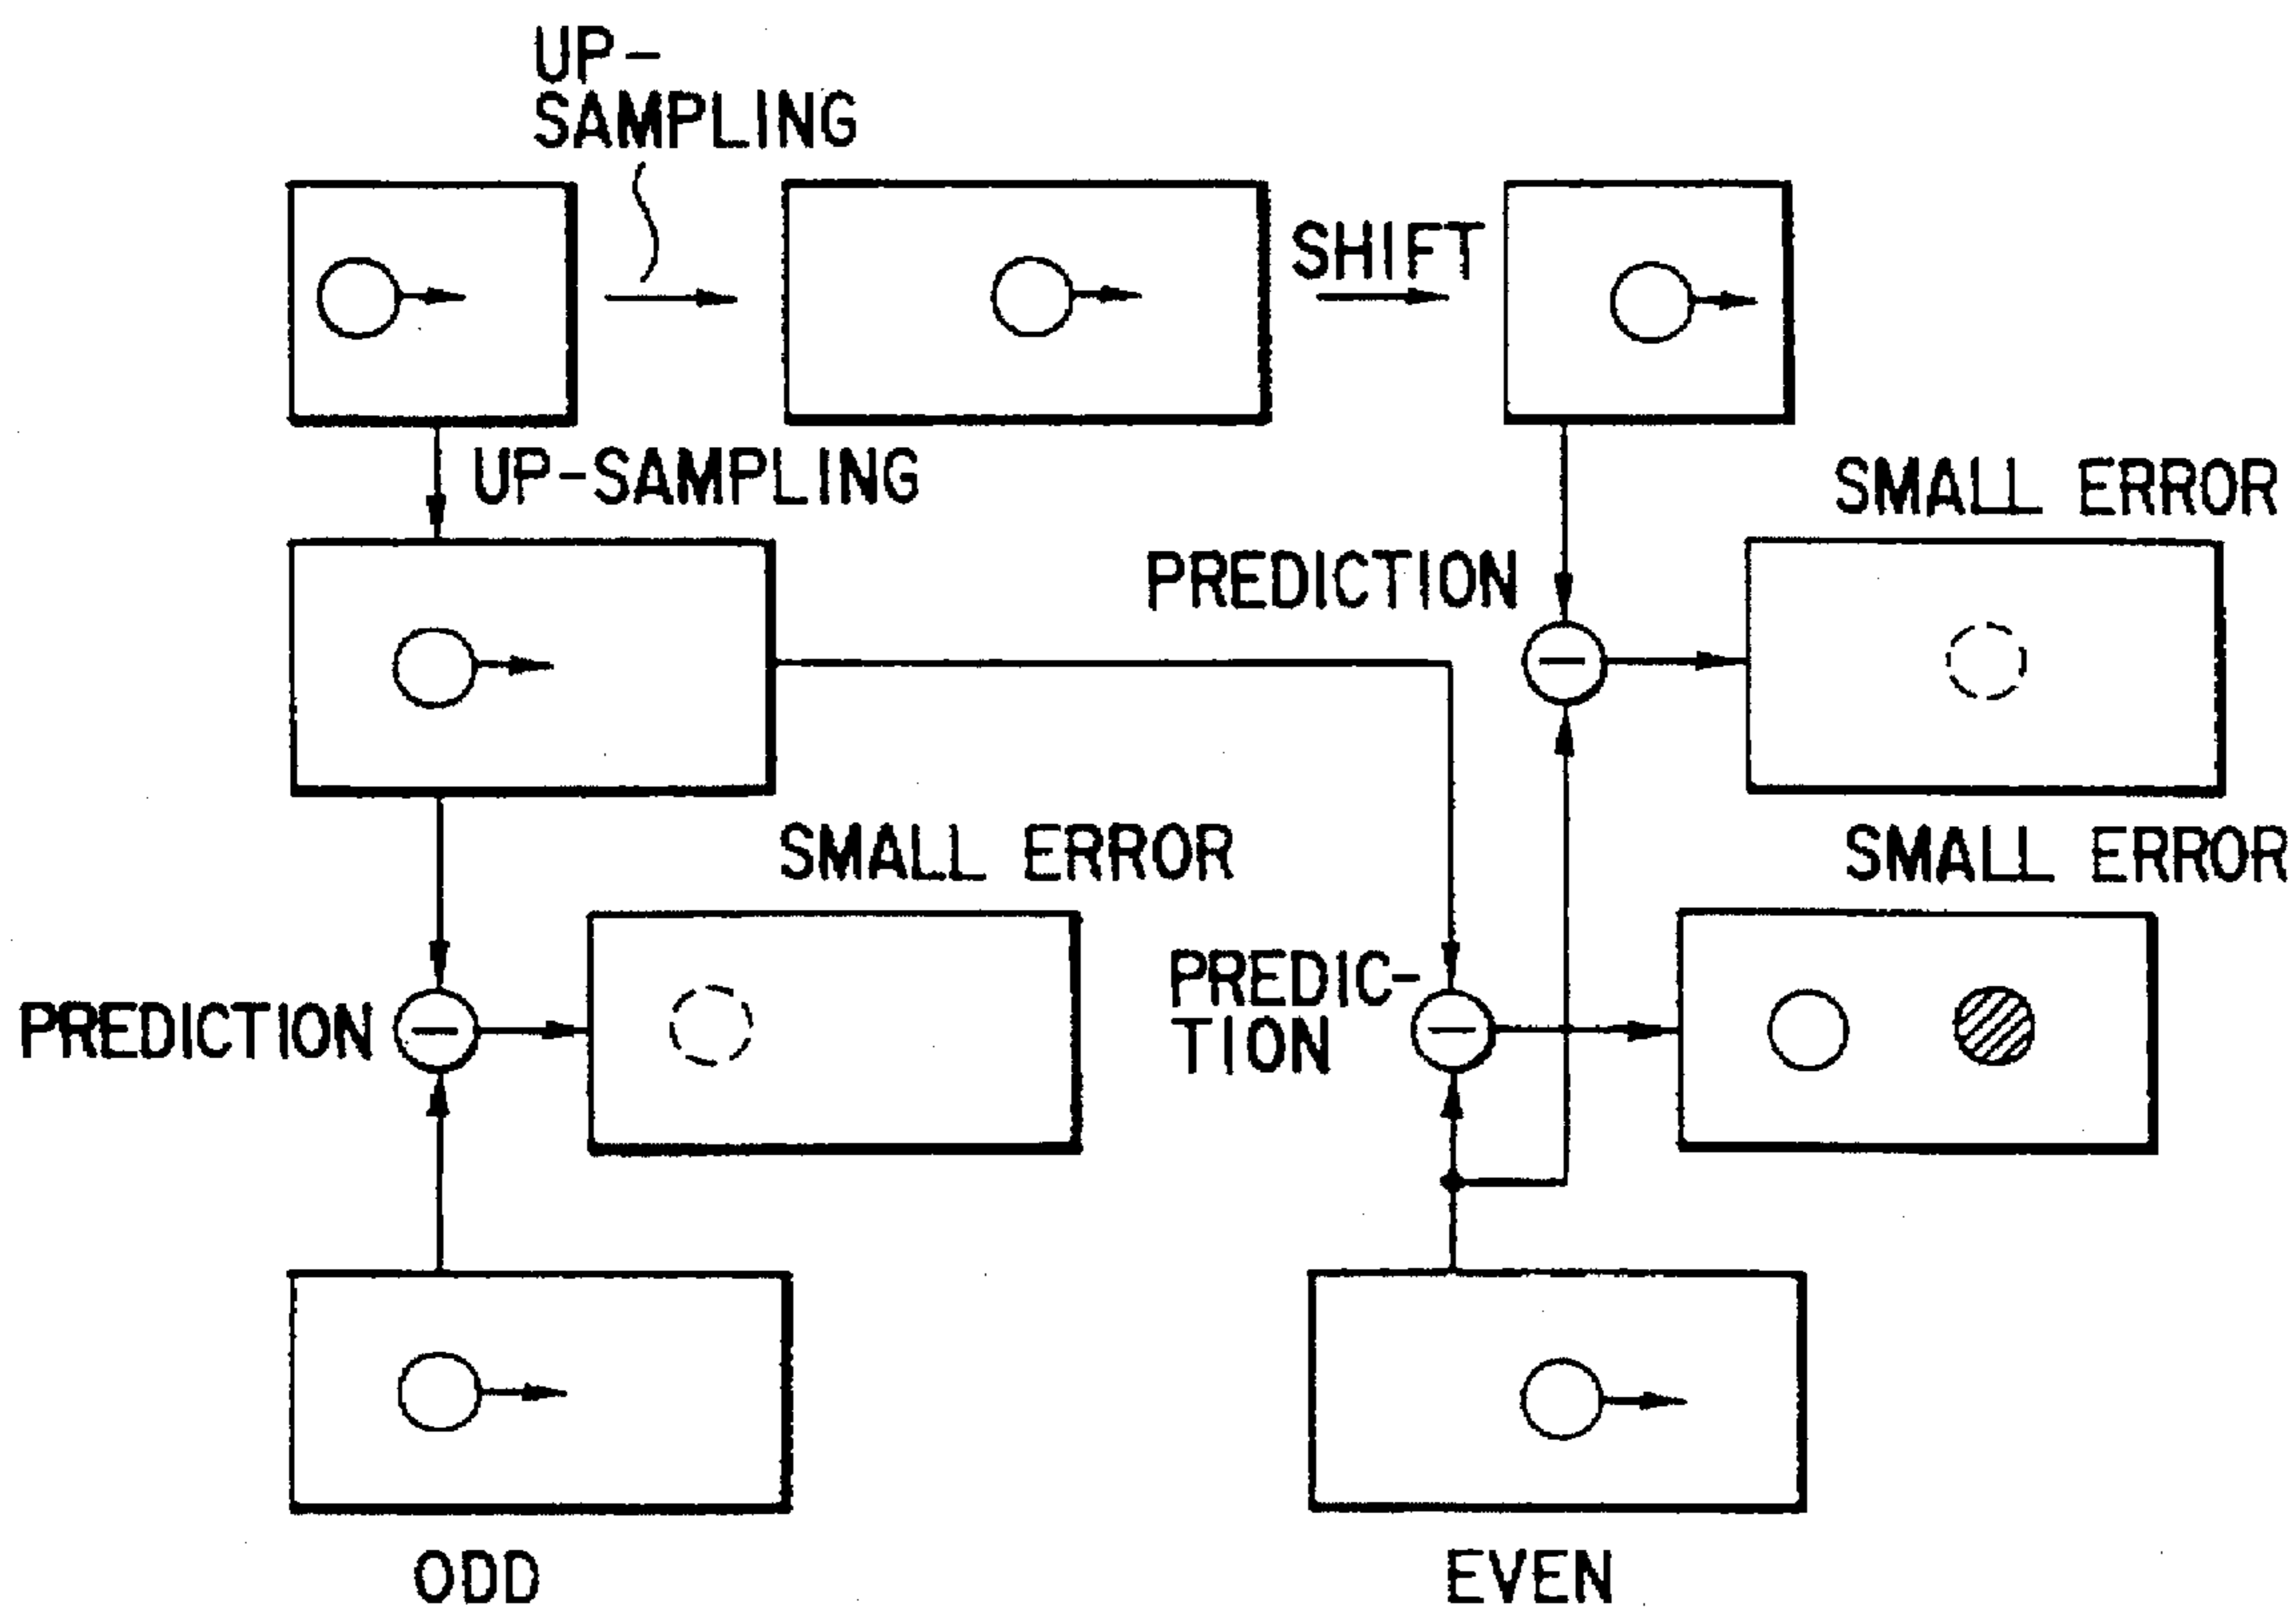 UP-
SAMPLING
SHIFT
UP-SAMPLING
SMALL ERROR
PREDICTION
SMALL ERROR
SMALL ERROR
PREDIC-
TION
PREDICTION
ODD
EVEN